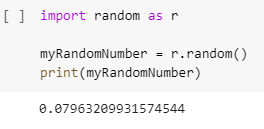 [ ] import random as r
myRandomNumber = r.random()
print(myRandomNumber)
0.07963209931574544